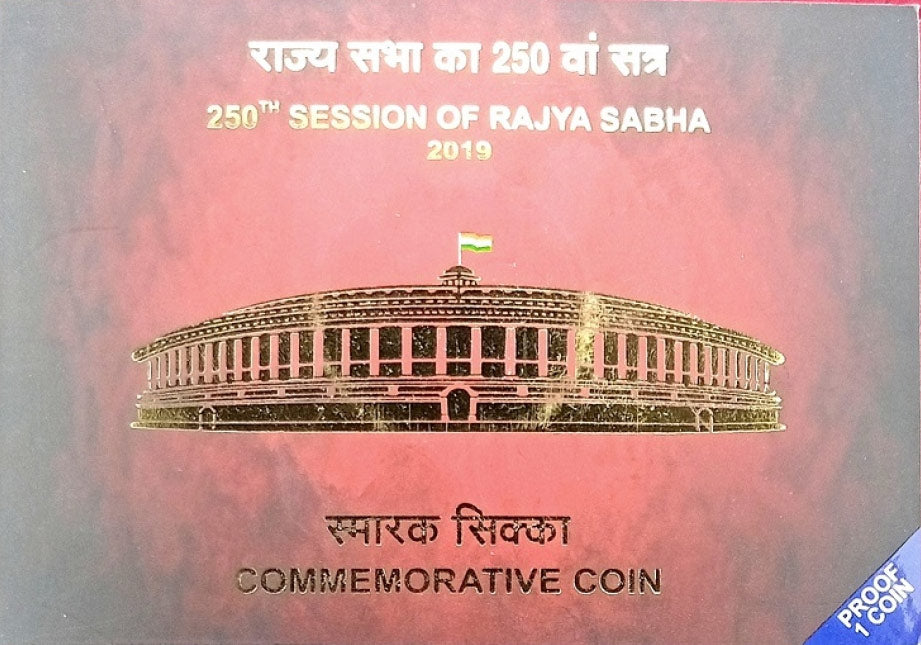 राज्य सभा का 250 वां सत्र
250TH SESSION OF RAJYA SABHA
2019
स्मारक सिक्का
COMMEMORATIVE COIN
PROOF
1 COIN